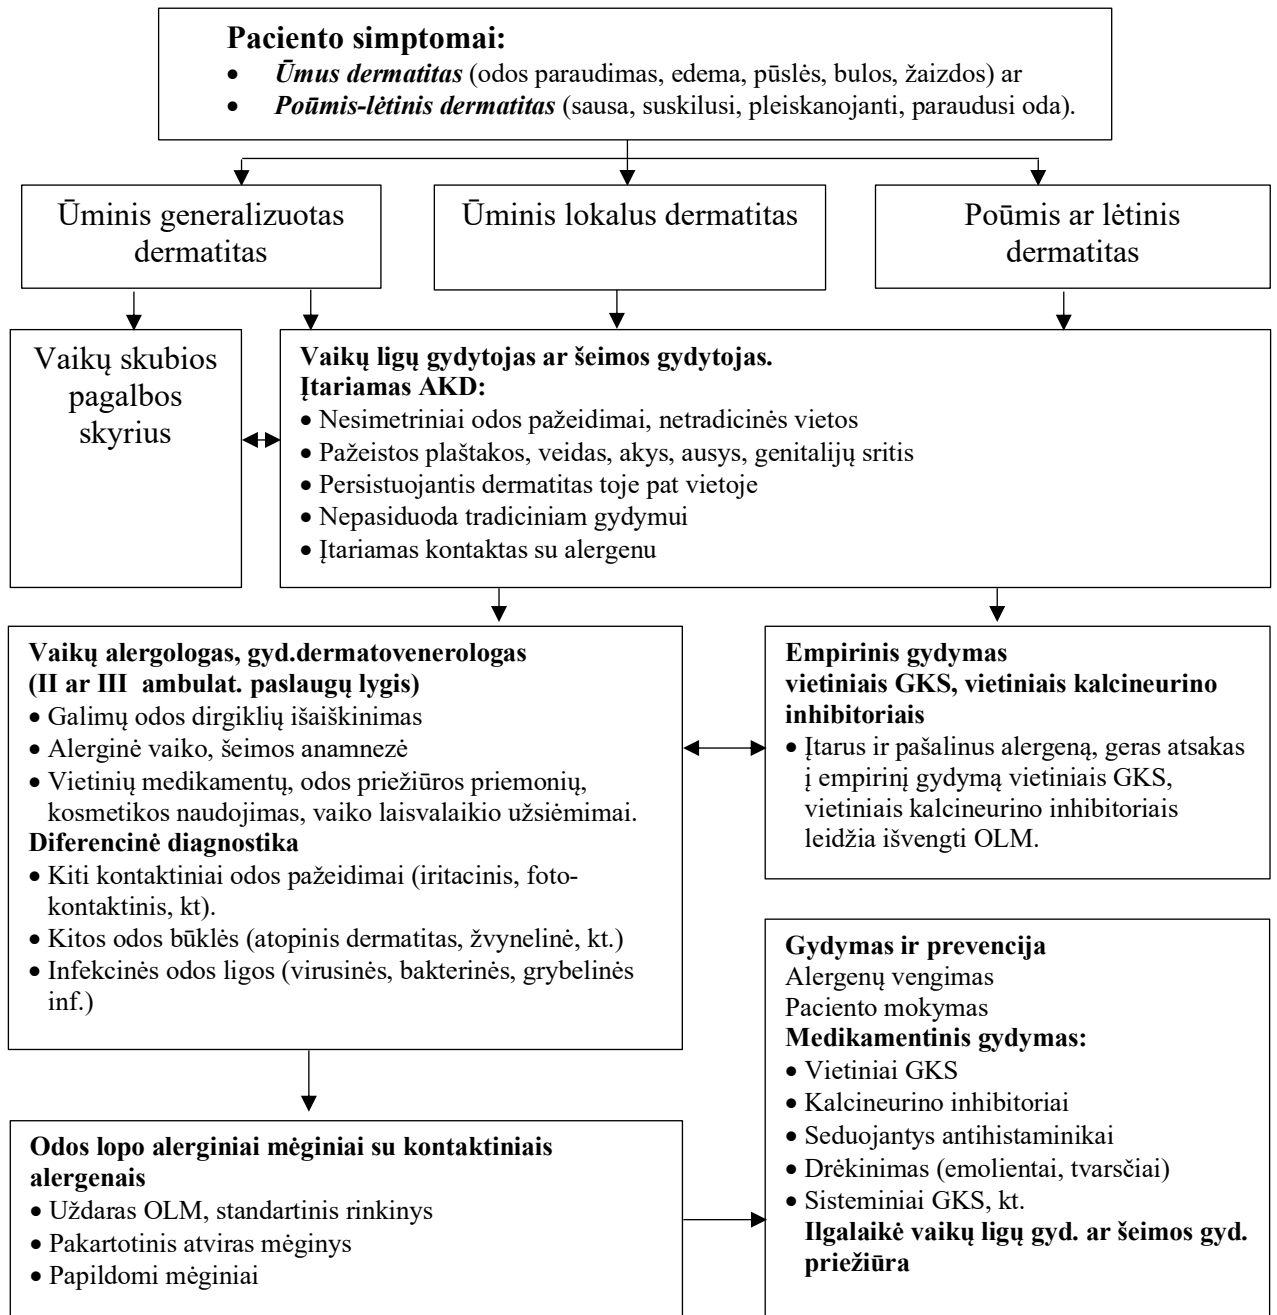 Paciento simptomai:
• Ūmus dermatitas (odos paraudimas, edema, pūslės, bulos, žaizdos) ar
• Poūmis-lėtinis dermatitas (sausa, suskilusi, pleiskanojanti, paraudusi oda).
Ūminis generalizuotas
dermatitas
Ūminis lokalus dermatitas
Poūmis ar lėtinis
dermatitas
Vaikų skubios
pagalbos
skyrius
Vaikų ligų gydytojas ar šeimos gydytojas.
Įtariamas AKD:
• Nesimetriniai odos pažeidimai, netradicinės vietos
• Pažeistos plaštakos, veidas, akys, ausys, genitalijų sritis
• Persistuojantis dermatitas toje pat vietoje
• Nepasiduoda tradiciniam gydymui
• Įtariamas kontaktas su alergenu
Vaikų alergologas, gyd.dermatovenerologas
(II ar III ambulat. paslaugų lygis)
• Galimų odos dirgiklių išaiškinimas
• Alerginė vaiko, šeimos anamnezė
• Vietinių medikamentų, odos priežiūros priemonių,
kosmetikos naudojimas, vaiko laisvalaikio užsiėmimai.
Diferencinė diagnostika
• Kiti kontaktiniai odos pažeidimai (iritacinis, foto-
kontaktinis, kt).
• Kitos odos būklės (atopinis dermatitas, žvynelinė, kt.)
• Infekcinės odos ligos (virusinės, bakterinės, grybelinės
inf.)
Empirinis gydymas
vietiniais GKS, vietiniais kalcineurino
inhibitoriais
• Įtarus ir pašalinus alergeną, geras atsakas
į empirinį gydymą vietiniais GKS,
vietiniais kalcineurino inhibitoriais
leidžia išvengti OLM.
Odos lopo alerginiai mėginiai su kontaktiniais
alergenais
• Uždaras OLM, standartinis rinkinys
• Pakartotinis atviras mėginys
• Papildomi mėginiai
Gydymas ir prevencija
Alergenų vengimas
Paciento mokymas
Medikamentinis gydymas:
• Vietiniai GKS
• Kalcineurino inhibitoriai
• Seduojantys antihistaminikai
• Drėkinimas (emolientai, tvarsčiai)
• Sisteminiai GKS, kt.
Ilgalaikė vaikų ligų gyd. ar šeimos gyd.
priežiūra